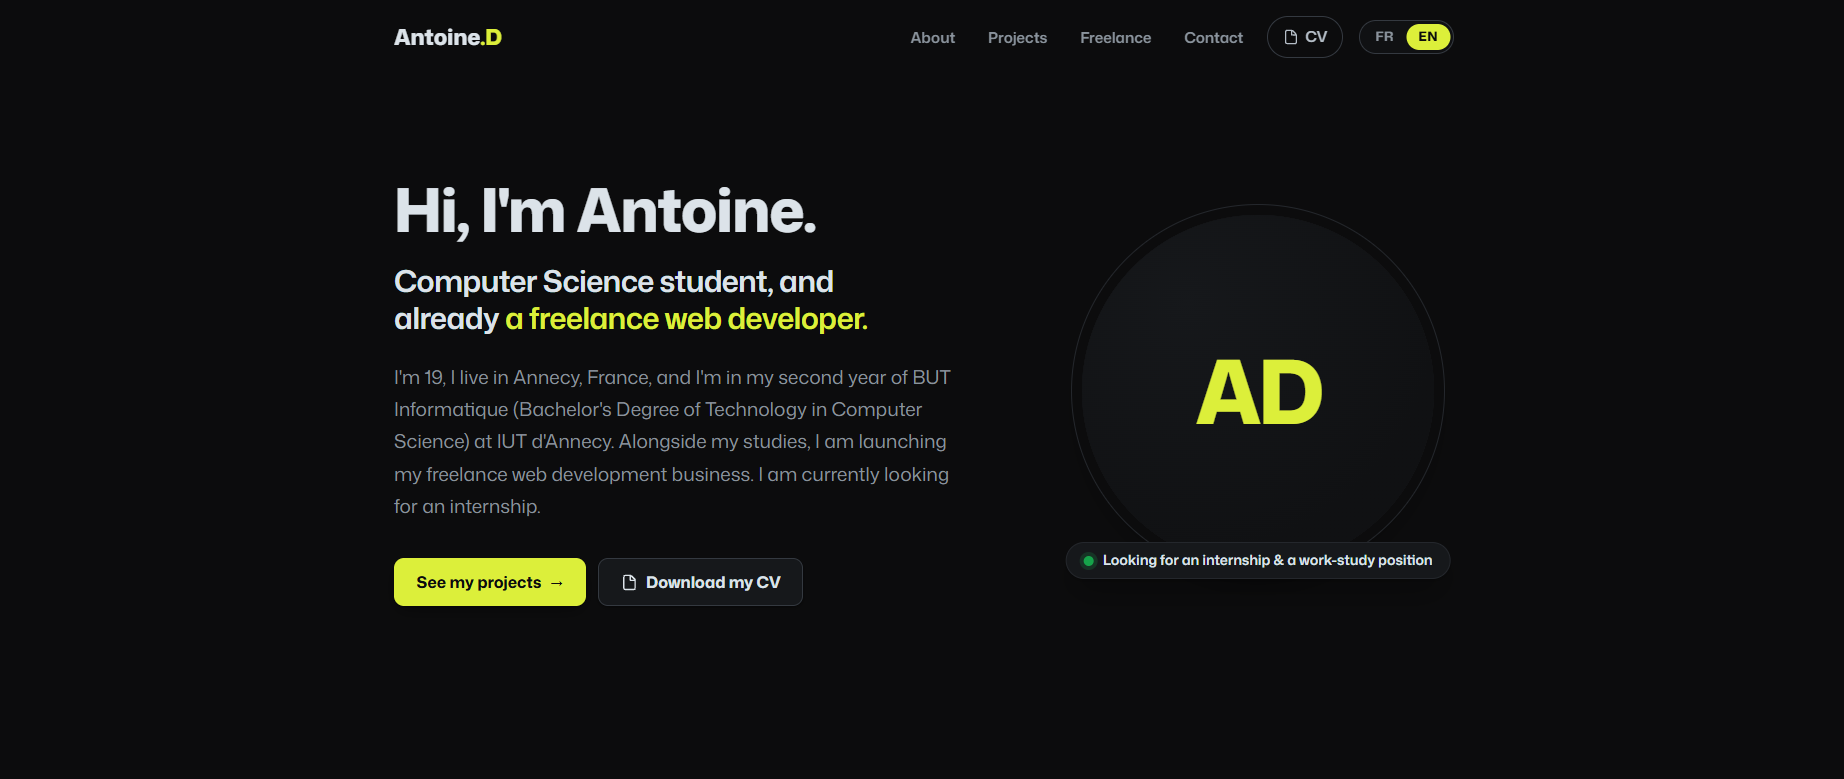 Antoine.D
About
Projects
Freelance
Contact
CV
FR
EN
Hi, I'm Antoine.
Computer Science student, and
already a freelance web developer.
I'm 19, I live in Annecy, France, and I'm in my second year of BUT
Informatique (Bachelor's Degree of Technology in Computer
Science) at IUT d'Annecy. Alongside my studies, I am launching
my freelance web development business. I am currently looking
for an internship.
See my projects →
Download my CV
AD
Looking for an internship & a work-study position